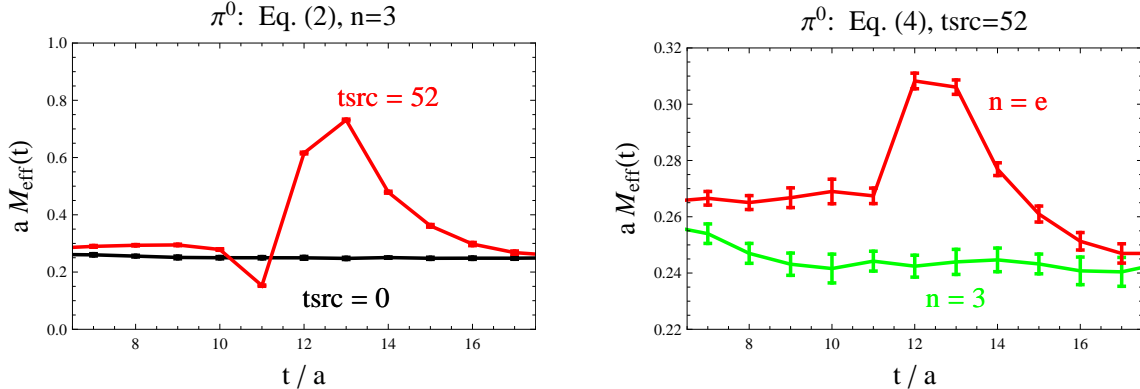 π⁰: Eq. (2), n=3
a M_eff(t)
1.0
0.8
0.6
0.4
0.2
0.0
tsrc = 52
tsrc = 0
8 10 12 14 16
t / a
π⁰: Eq. (4), tsrc=52
a M_eff(t)
0.32
0.30
0.28
0.26
0.24
0.22
n = e
n = 3
8 10 12 14 16
t / a